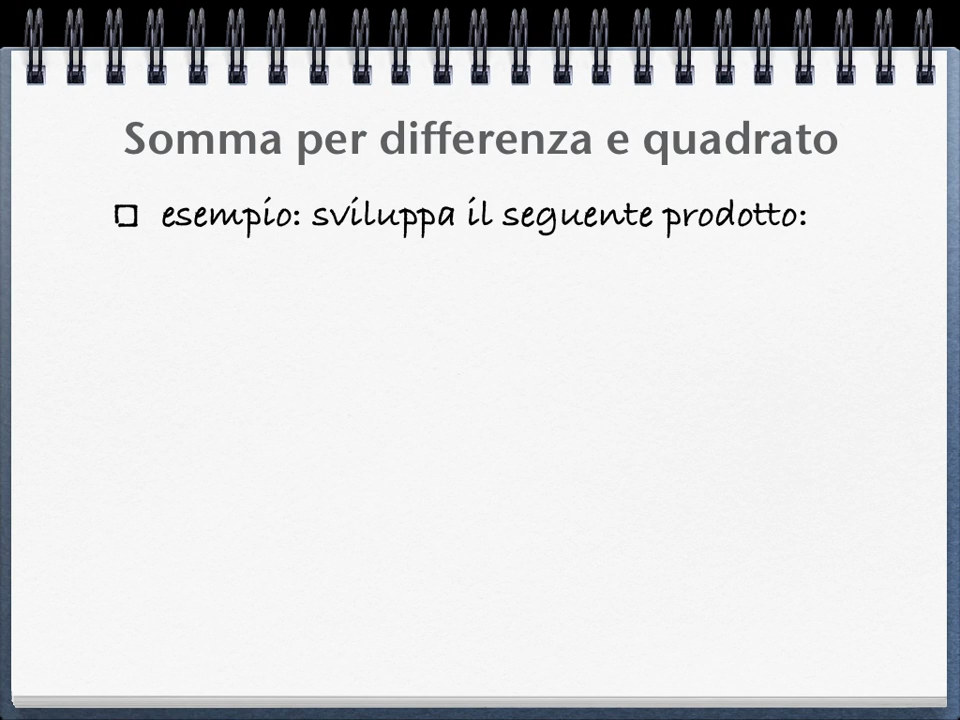 Somma per differenza e quadrato
esempio: sviluppa il seguente prodotto: